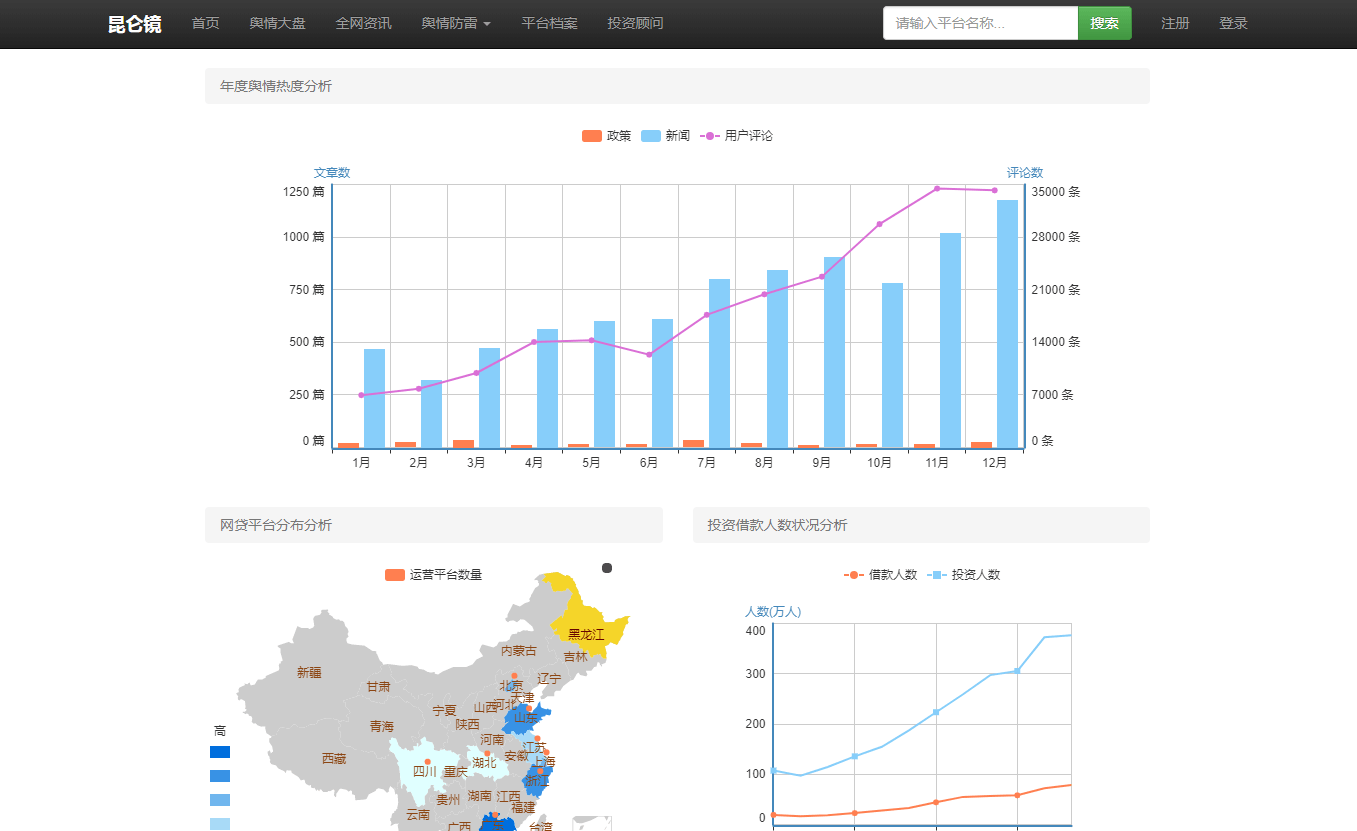 昆仑镜 首页 舆情大盘 全网资讯 舆情防雷 平台档案 投资顾问 请输入平台名称... 搜索 注册 登录
年度舆情热度分析
政策 新闻 用户评论
文章数 评论数
1250 篇 35000 条
1000 篇 28000 条
750 篇 21000 条
500 篇 14000 条
250 篇 7000 条
0 篇 0 条
1月 2月 3月 4月 5月 6月 7月 8月 9月 10月 11月 12月
网贷平台分布分析
运营平台数量
黑龙江
内蒙古
吉林
新疆
辽宁
甘肃
北京
天津
河北
山西
宁夏
山东
陕西
青海
高
河南
江苏
安徽
西藏
上海
湖北
四川
重庆
浙江
湖南
江西
贵州
福建
云南
广西
台湾
投资借款人数状况分析
借款人数 投资人数
人数(万人)
400
300
200
100
0